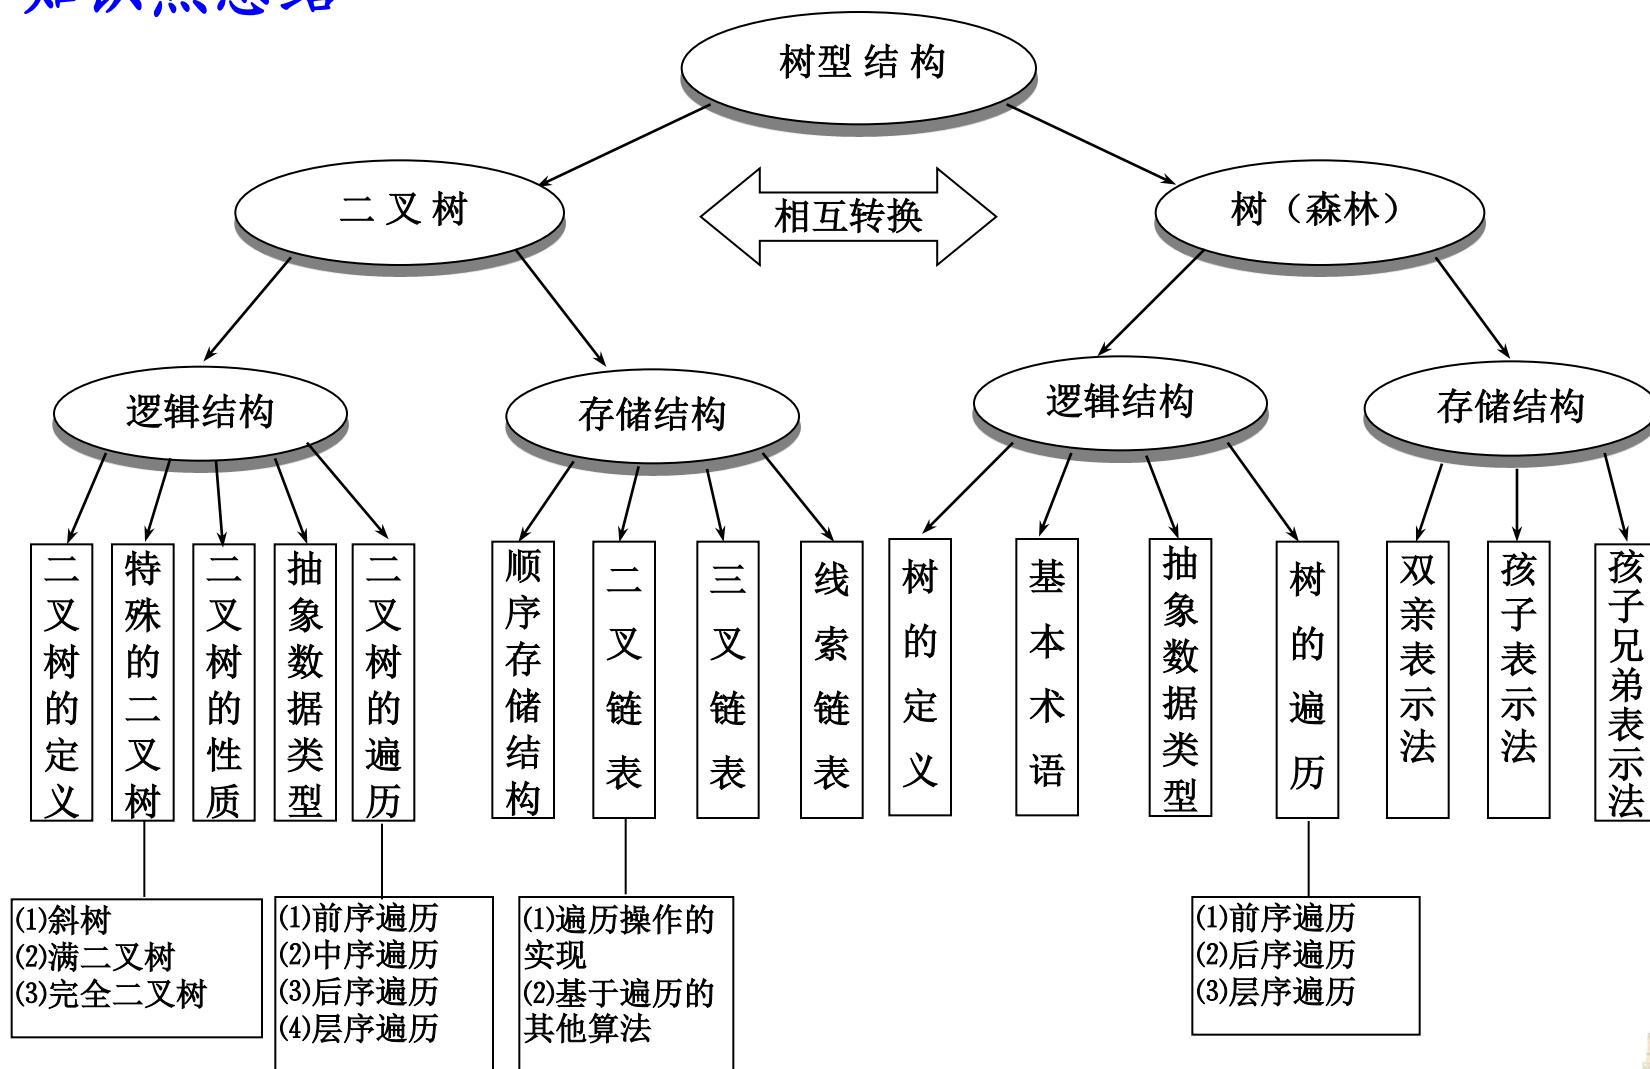 知识点总结
树型结构
二叉树
相互转换
树（森林）
逻辑结构
存储结构
逻辑结构
存储结构
二叉树的定义
特殊的二叉树
二叉树的性质
抽象数据类型
二叉树的遍历
顺序存储结构
二叉链表
三叉链表
线索链表
树的定义
基本术语
抽象数据类型
树的遍历
双亲表示法
孩子表示法
孩子兄弟表示法
⑴斜树
⑵满二叉树
⑶完全二叉树
⑴前序遍历
⑵中序遍历
⑶后序遍历
⑷层序遍历
⑴遍历操作的
实现
⑵基于遍历的
其他算法
⑴前序遍历
⑵后序遍历
⑶层序遍历